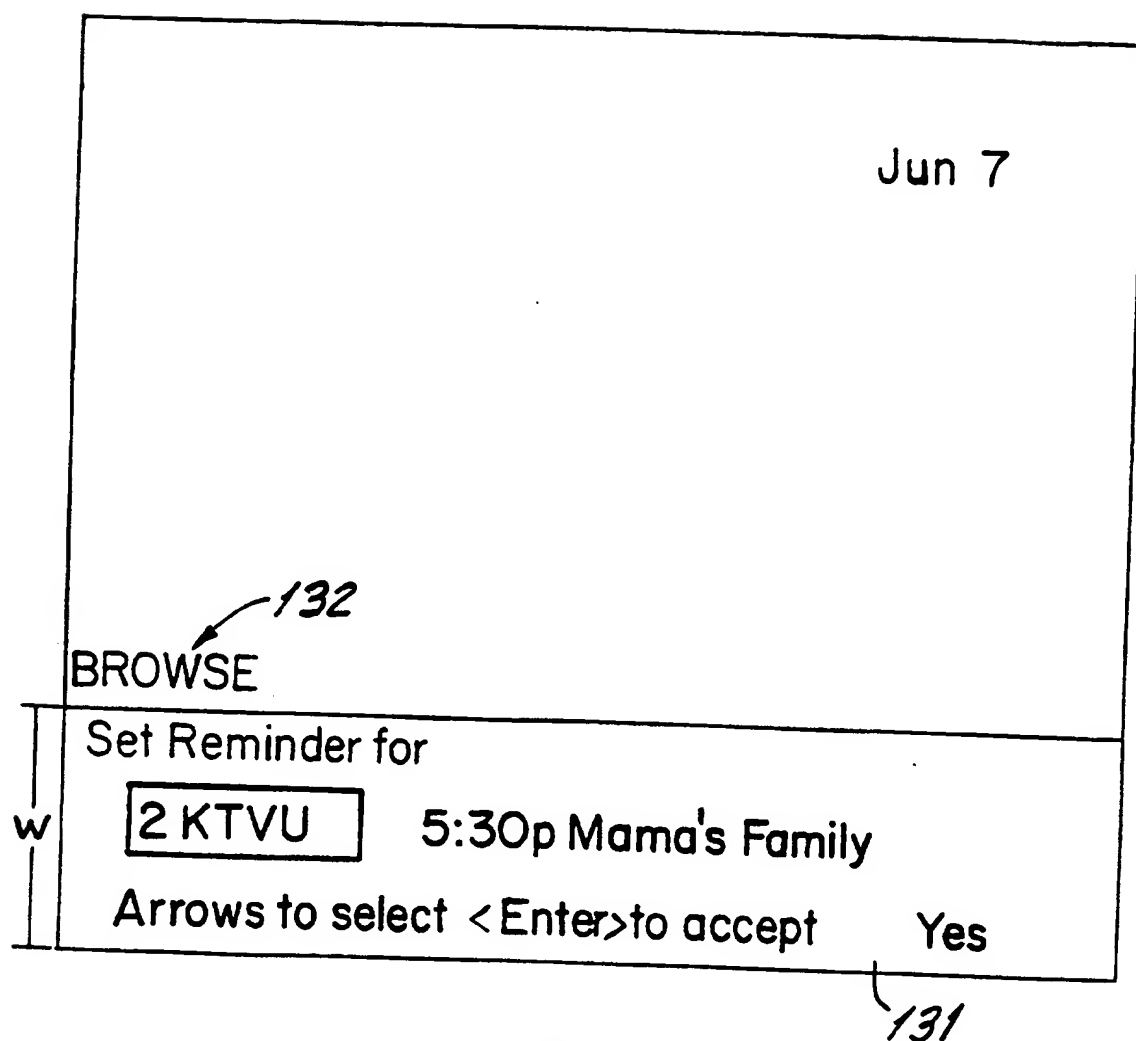 Jun 7
132
BROWSE
Set Reminder for
W
2 KTVU 5:30p Mama's Family
Arrows to select <Enter>to accept Yes
131